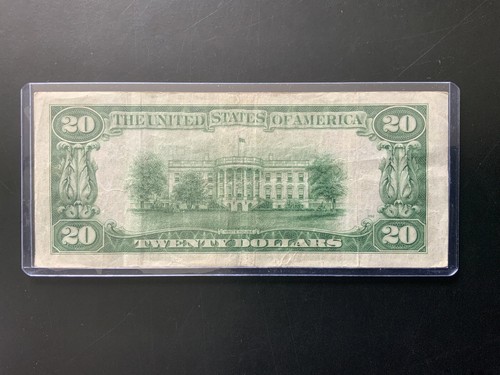 20 THE UNITED STATES OF AMERICA 20
20 TWENTY DOLLARS 20